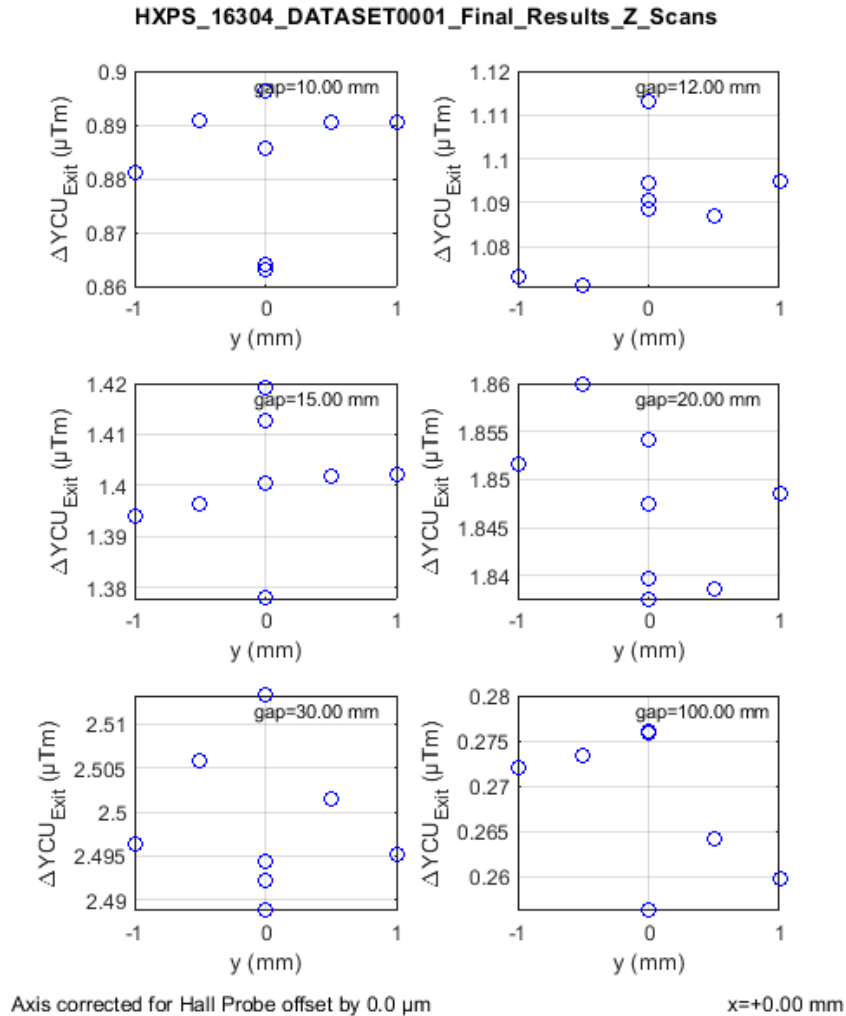 HXPS_16304_DATASET0001_Final_Results_Z_Scans
gap=10.00 mm
0.9
0.89
0.88
0.87
0.86
ΔYCU_Exit (μTm)
-1 0 1
y (mm)
gap=12.00 mm
1.12
1.11
1.1
1.09
1.08
ΔYCU_Exit (μTm)
-1 0 1
y (mm)
gap=15.00 mm
1.42
1.41
1.4
1.39
1.38
ΔYCU_Exit (μTm)
-1 0 1
y (mm)
gap=20.00 mm
1.86
1.855
1.85
1.845
1.84
ΔYCU_Exit (μTm)
-1 0 1
y (mm)
gap=30.00 mm
2.51
2.505
2.5
2.495
2.49
ΔYCU_Exit (μTm)
-1 0 1
y (mm)
gap=100.00 mm
0.28
0.275
0.27
0.265
0.26
ΔYCU_Exit (μTm)
-1 0 1
y (mm)
Axis corrected for Hall Probe offset by 0.0 μm
x=+0.00 mm